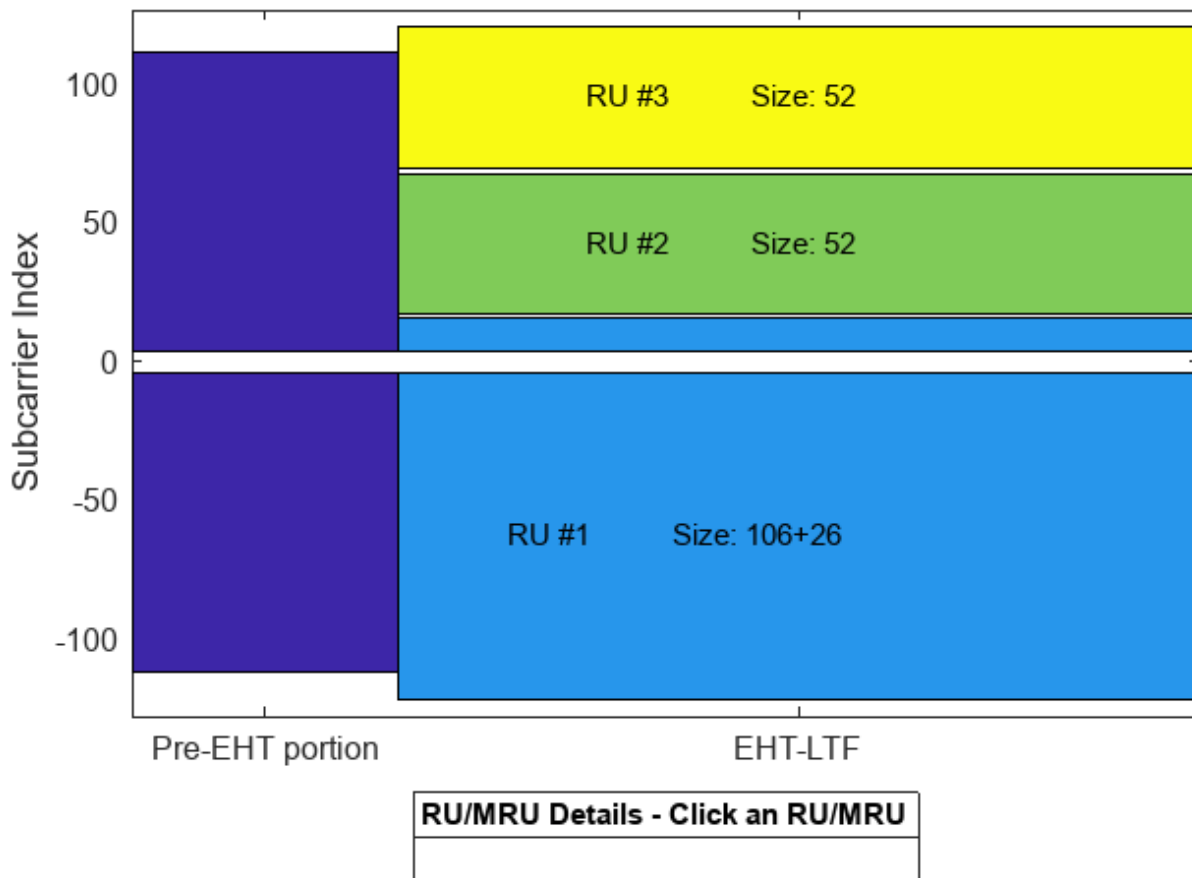 100
RU #3 Size: 52
50
RU #2 Size: 52
0
Subcarrier Index
-50
RU #1 Size: 106+26
-100
Pre-EHT portion EHT-LTF
RU/MRU Details - Click an RU/MRU